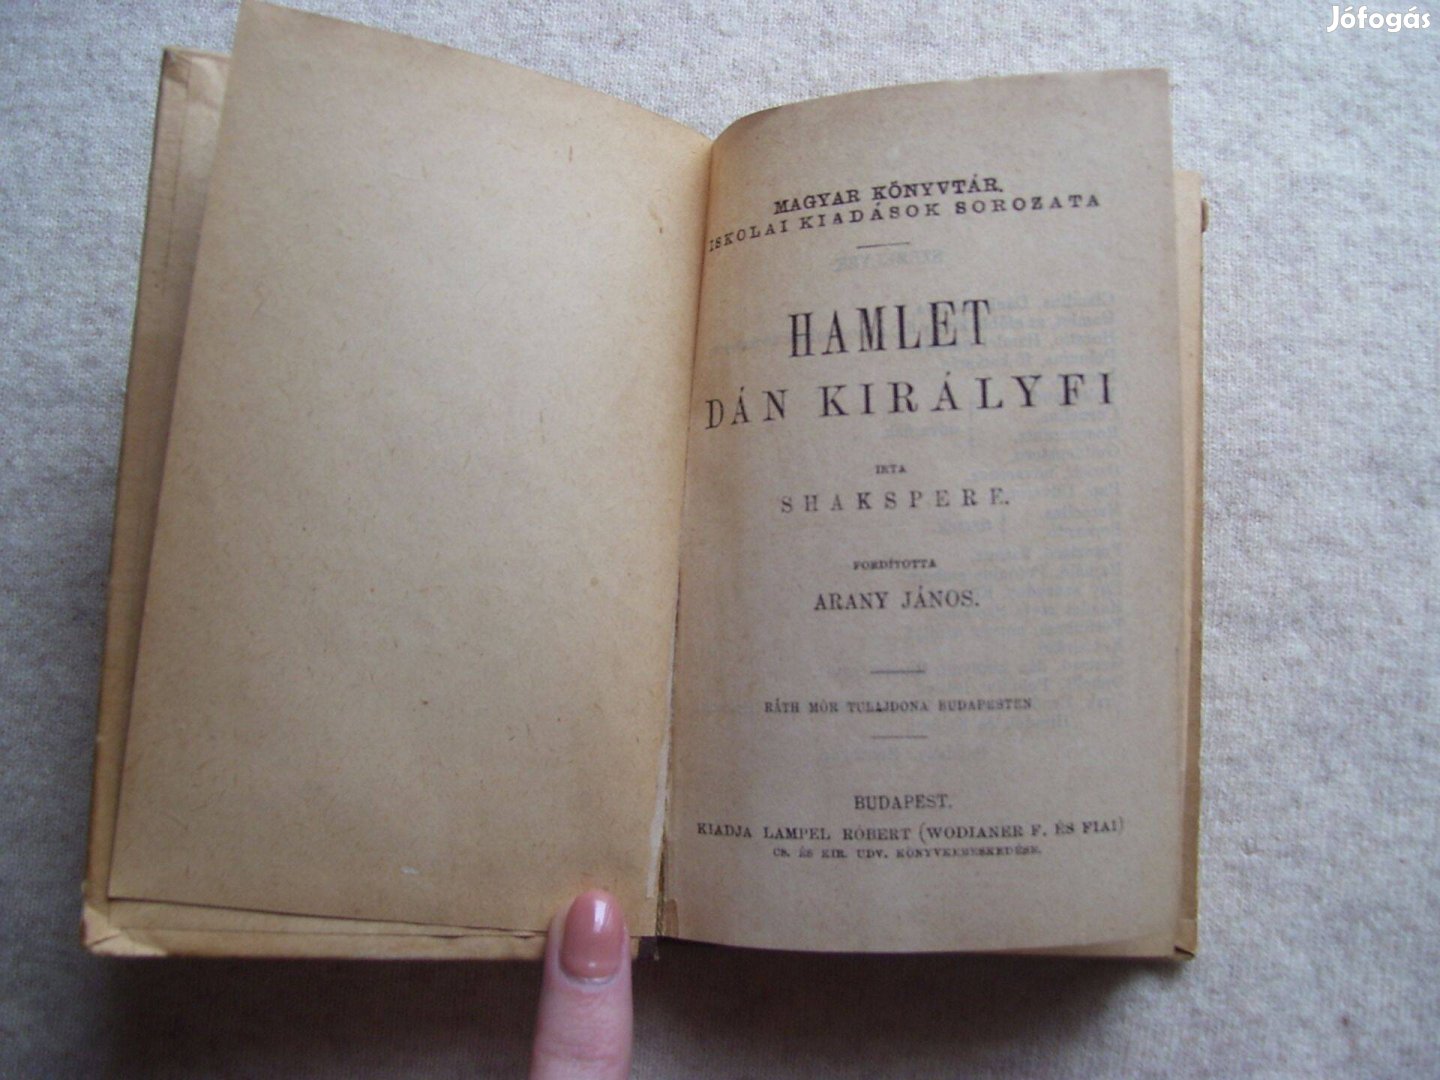 Jófogás
MAGYAR KÖNYVTÁR.
ISKOLAI KIADÁSOK SOROZATA
HAMLET
DÁN KIRÁLYFI
IRTA
SHAKSPERE.
FORDÍTOTTA
ARANY JÁNOS.
RÁTH MÓR TULAJDONA BUDAPESTEN
BUDAPEST.
KIADJA LAMPEL RÓBERT (WODIANER F. ÉS FIAI)
CS. ÉS KIR. UDV. KÖNYVKERESKEDÉSE.